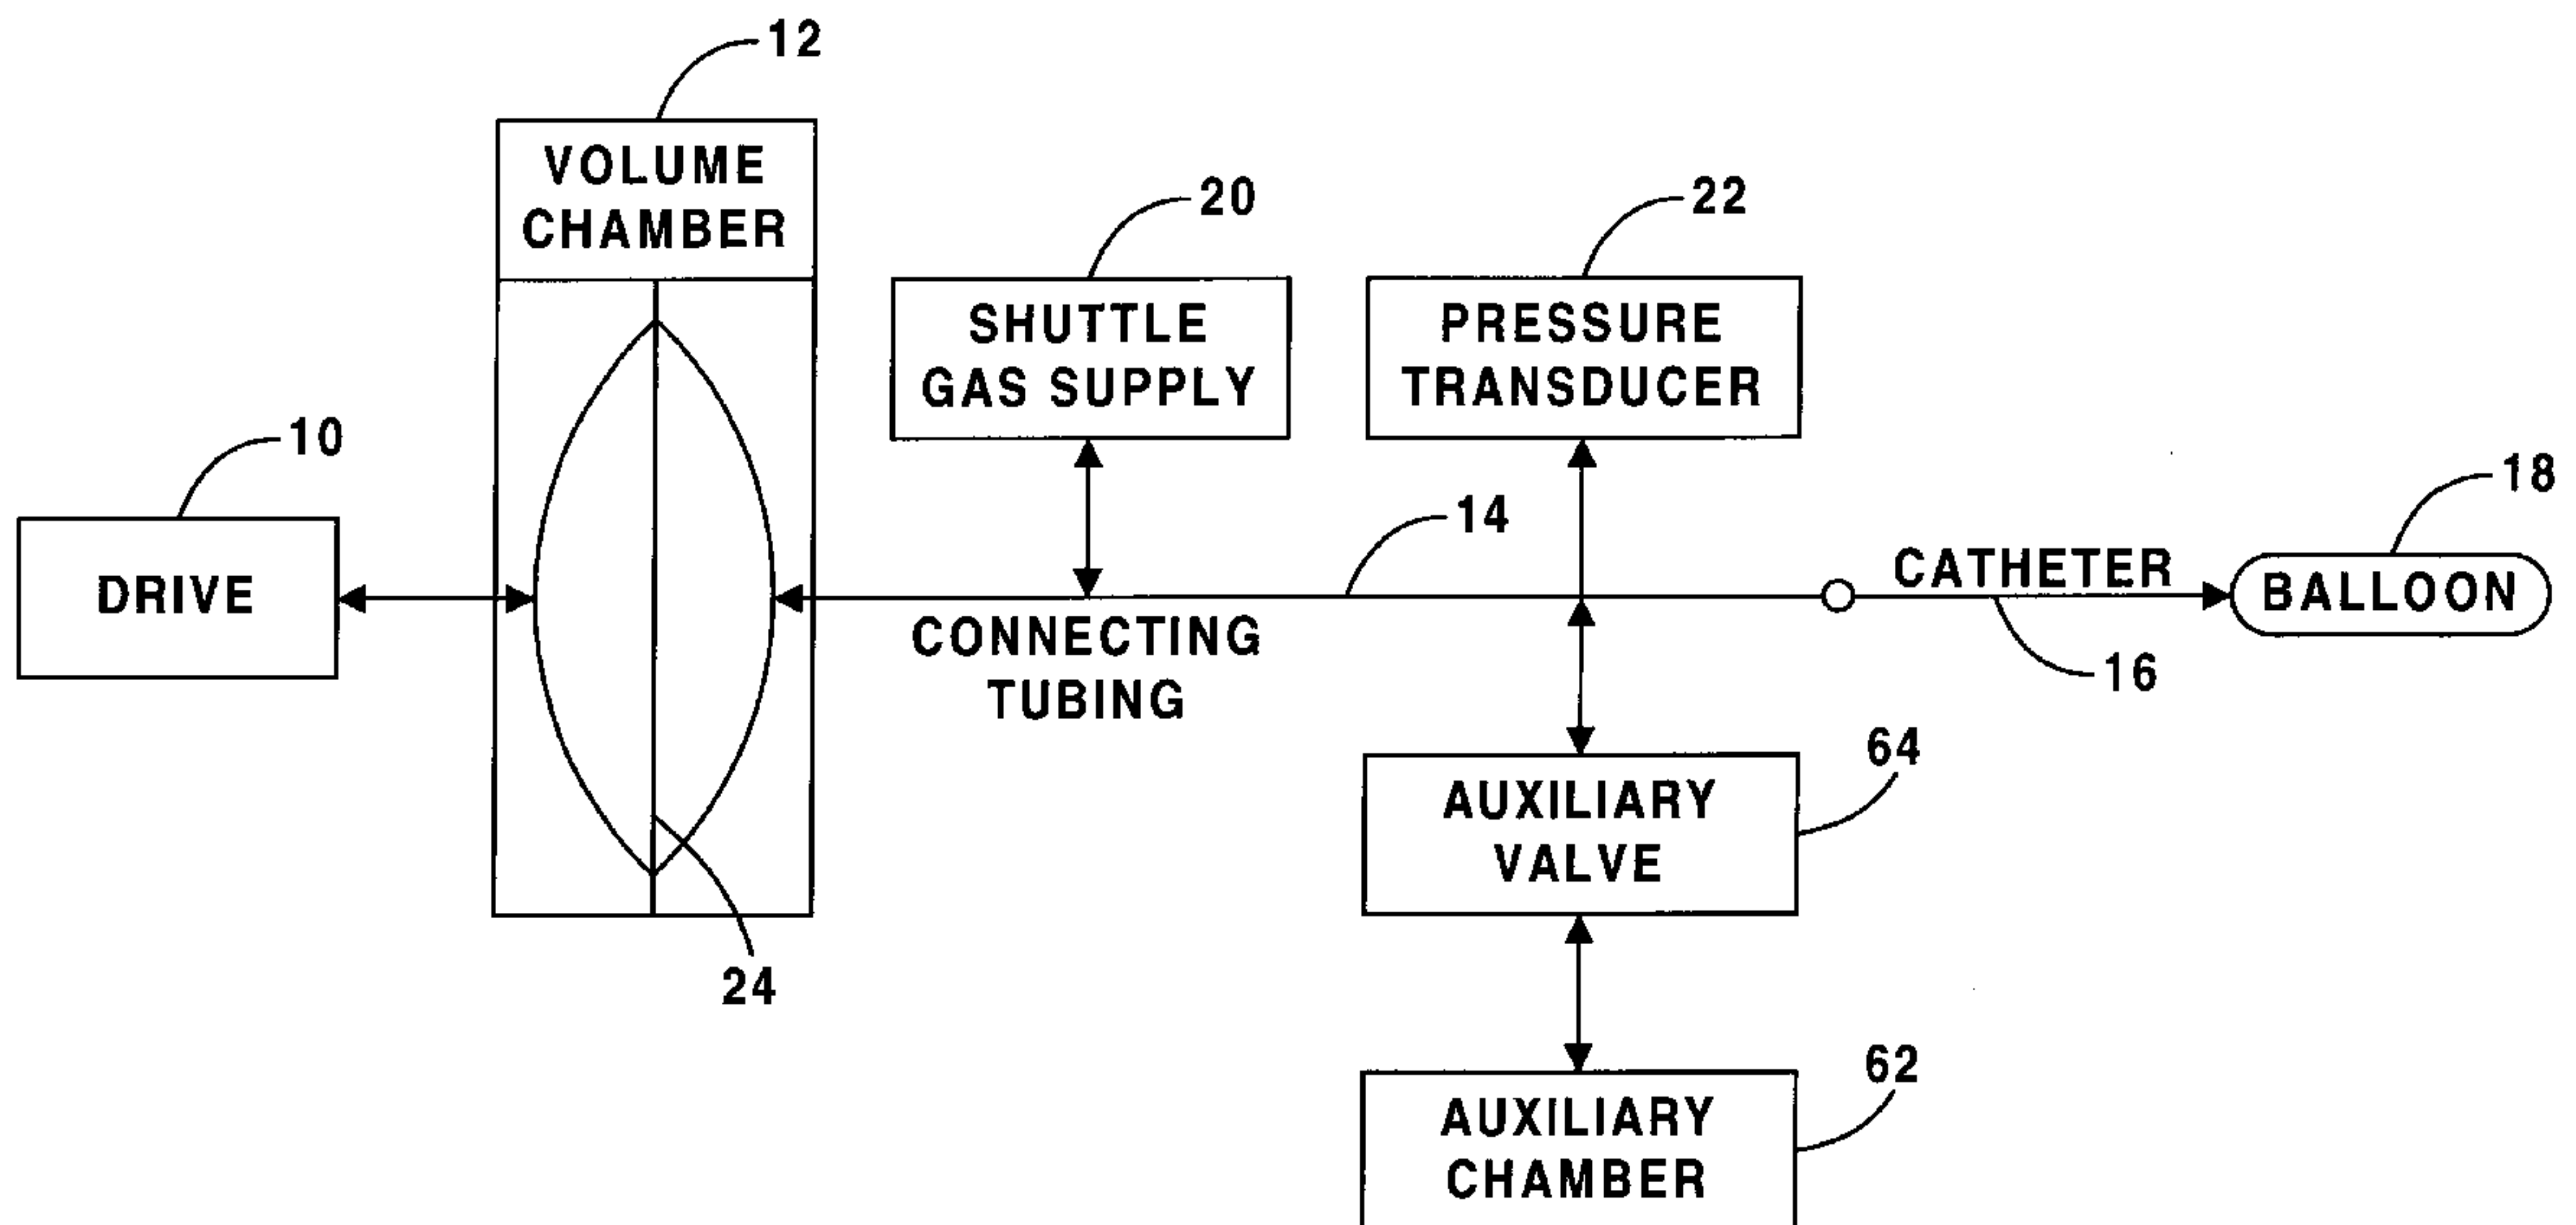 12
VOLUME
CHAMBER
20
SHUTTLE
GAS SUPPLY
22
PRESSURE
TRANSDUCER
10
DRIVE
14
CONNECTING
TUBING
CATHETER
16
18
BALLOON
24
64
AUXILIARY
VALVE
62
AUXILIARY
CHAMBER